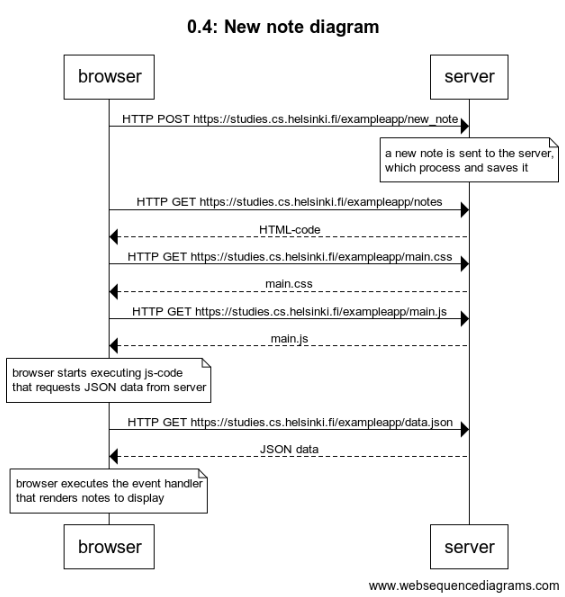 0.4: New note diagram
browser
server
HTTP POST https://studies.cs.helsinki.fi/exampleapp/new_note
a new note is sent to the server,
which process and saves it
HTTP GET https://studies.cs.helsinki.fi/exampleapp/notes
HTML-code
HTTP GET https://studies.cs.helsinki.fi/exampleapp/main.css
main.css
HTTP GET https://studies.cs.helsinki.fi/exampleapp/main.js
main.js
browser starts executing js-code
that requests JSON data from server
HTTP GET https://studies.cs.helsinki.fi/exampleapp/data.json
JSON data
browser executes the event handler
that renders notes to display
browser
server
www.websequencediagrams.com